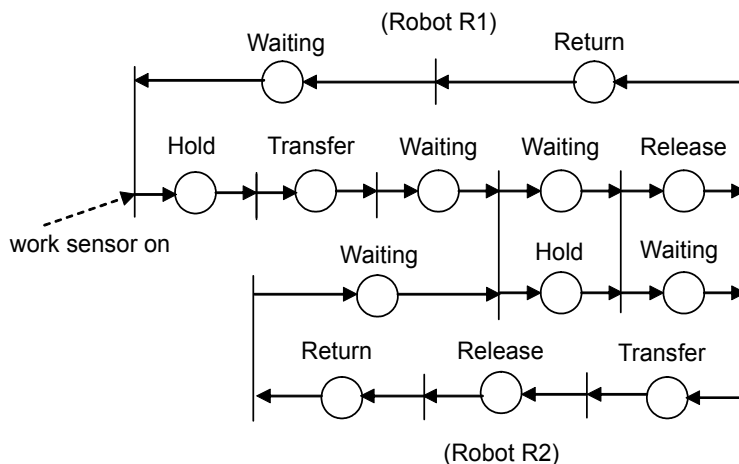 (Robot R1)
Waiting Return
Hold Transfer Waiting Waiting Release
work sensor on
Waiting Hold Waiting
Return Release Transfer
(Robot R2)